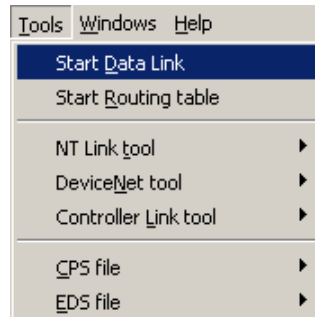 Tools Windows Help
Start Data Link
Start Routing table
NT Link tool
DeviceNet tool
Controller Link tool
CPS file
EDS file